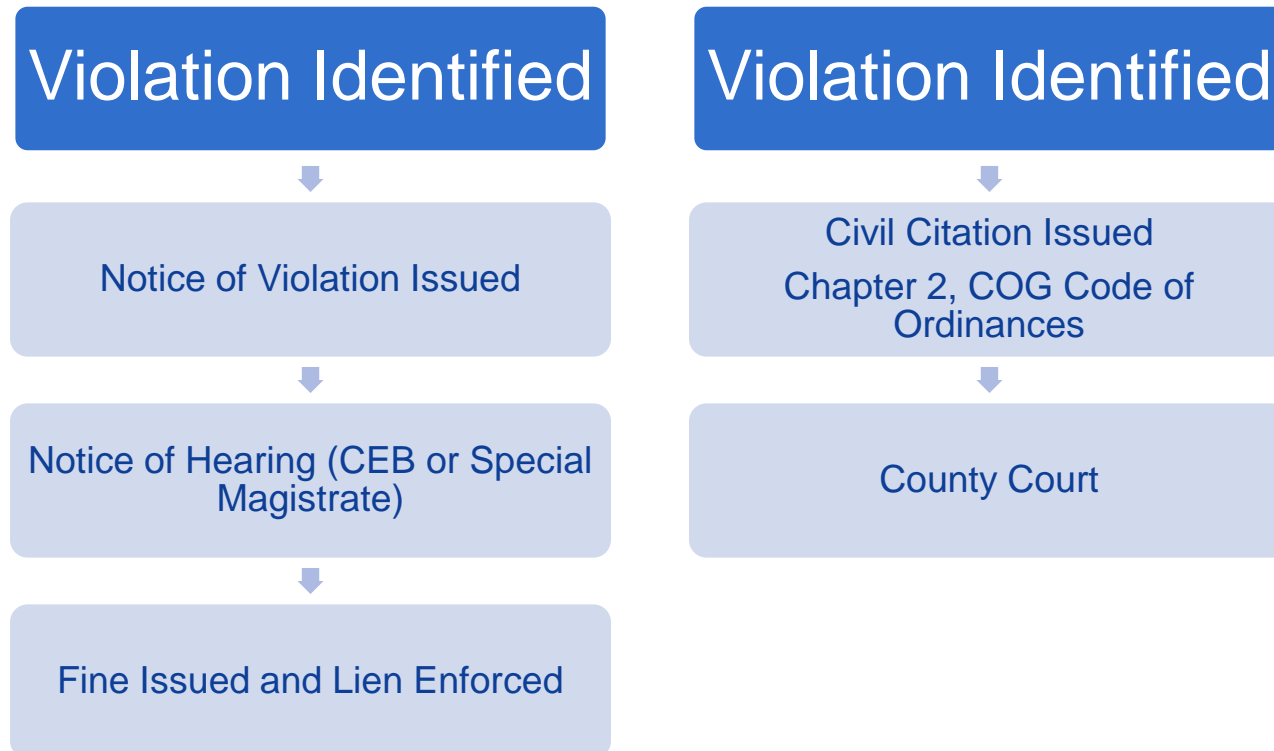 Violation Identified
Notice of Violation Issued
Notice of Hearing (CEB or Special
Magistrate)
Fine Issued and Lien Enforced
Violation Identified
Civil Citation Issued
Chapter 2, COG Code of
Ordinances
County Court